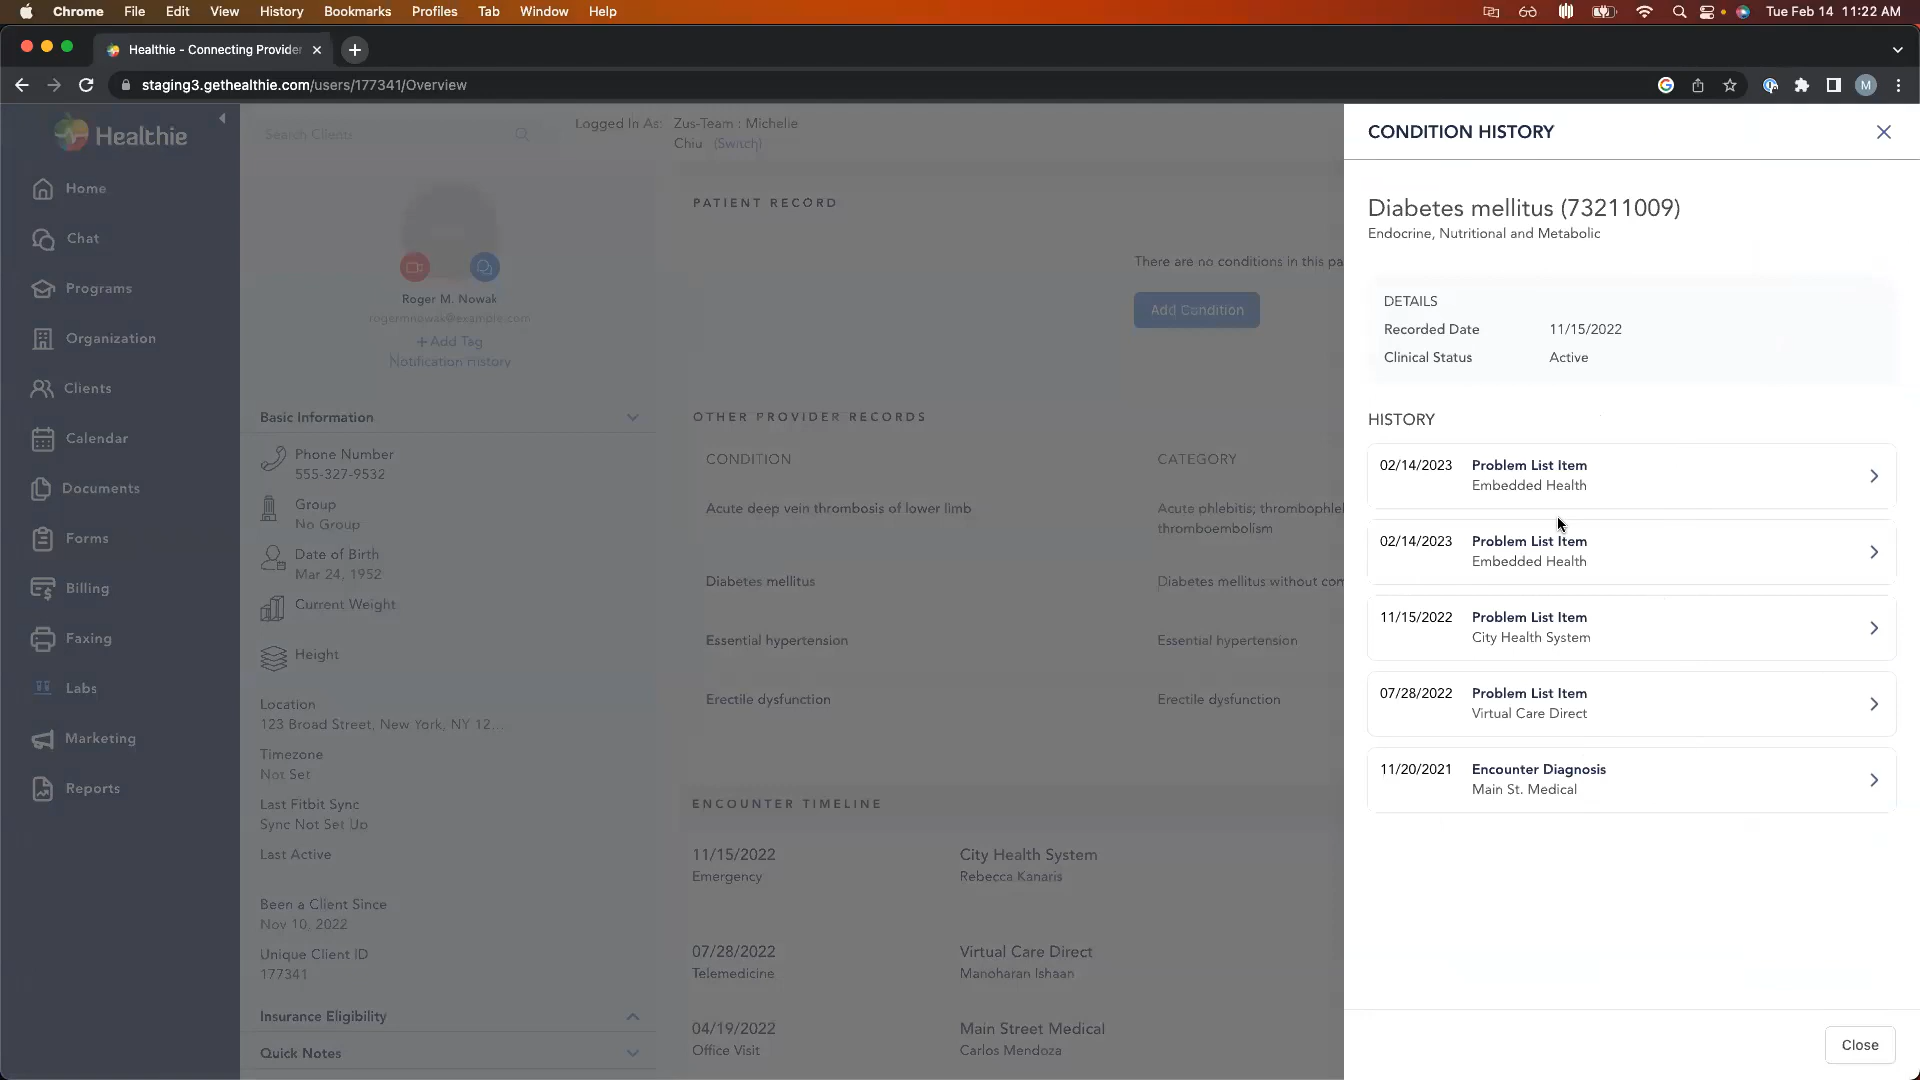 Chrome File Edit View History Bookmarks Profiles Tab Window Help Tue Feb 14 11:22 AM
Healthie - Connecting Provider
staging3.gethealthie.com/users/177341/Overview
M
Healthie
Home
Chat
Programs
Organization
Clients
Calendar
Documents
Forms
Billing
Faxing
Labs
Marketing
Reports
Search Clients
Logged In As: Zus-Team : Michelle
Chiu (Switch)
Roger M. Nowak
rogermnowak@example.com
+ Add Tag
Notification History
Basic Information
Phone Number
555-327-9532
Group
No Group
Date of Birth
Mar 24, 1952
Current Weight
Height
Location
123 Broad Street, New York, NY 12...
Timezone
Not Set
Last Fitbit Sync
Sync Not Set Up
Last Active
Been a Client Since
Nov 10, 2022
Unique Client ID
177341
Insurance Eligibility
Quick Notes
PATIENT RECORD
There are no conditions in this pa
Add Condition
OTHER PROVIDER RECORDS
CONDITION CATEGORY
Acute deep vein thrombosis of lower limb Acute phlebitis; thrombophlel
thromboembolism
Diabetes mellitus Diabetes mellitus without con
Essential hypertension Essential hypertension
Erectile dysfunction Erectile dysfunction
ENCOUNTER TIMELINE
11/15/2022 City Health System
Emergency Rebecca Kanaris
07/28/2022 Virtual Care Direct
Telemedicine Manoharan Ishaan
04/19/2022 Main Street Medical
Office Visit Carlos Mendoza
CONDITION HISTORY
Diabetes mellitus (73211009)
Endocrine, Nutritional and Metabolic
DETAILS
Recorded Date 11/15/2022
Clinical Status Active
HISTORY
02/14/2023 Problem List Item
Embedded Health
02/14/2023 Problem List Item
Embedded Health
11/15/2022 Problem List Item
City Health System
07/28/2022 Problem List Item
Virtual Care Direct
11/20/2021 Encounter Diagnosis
Main St. Medical
Close